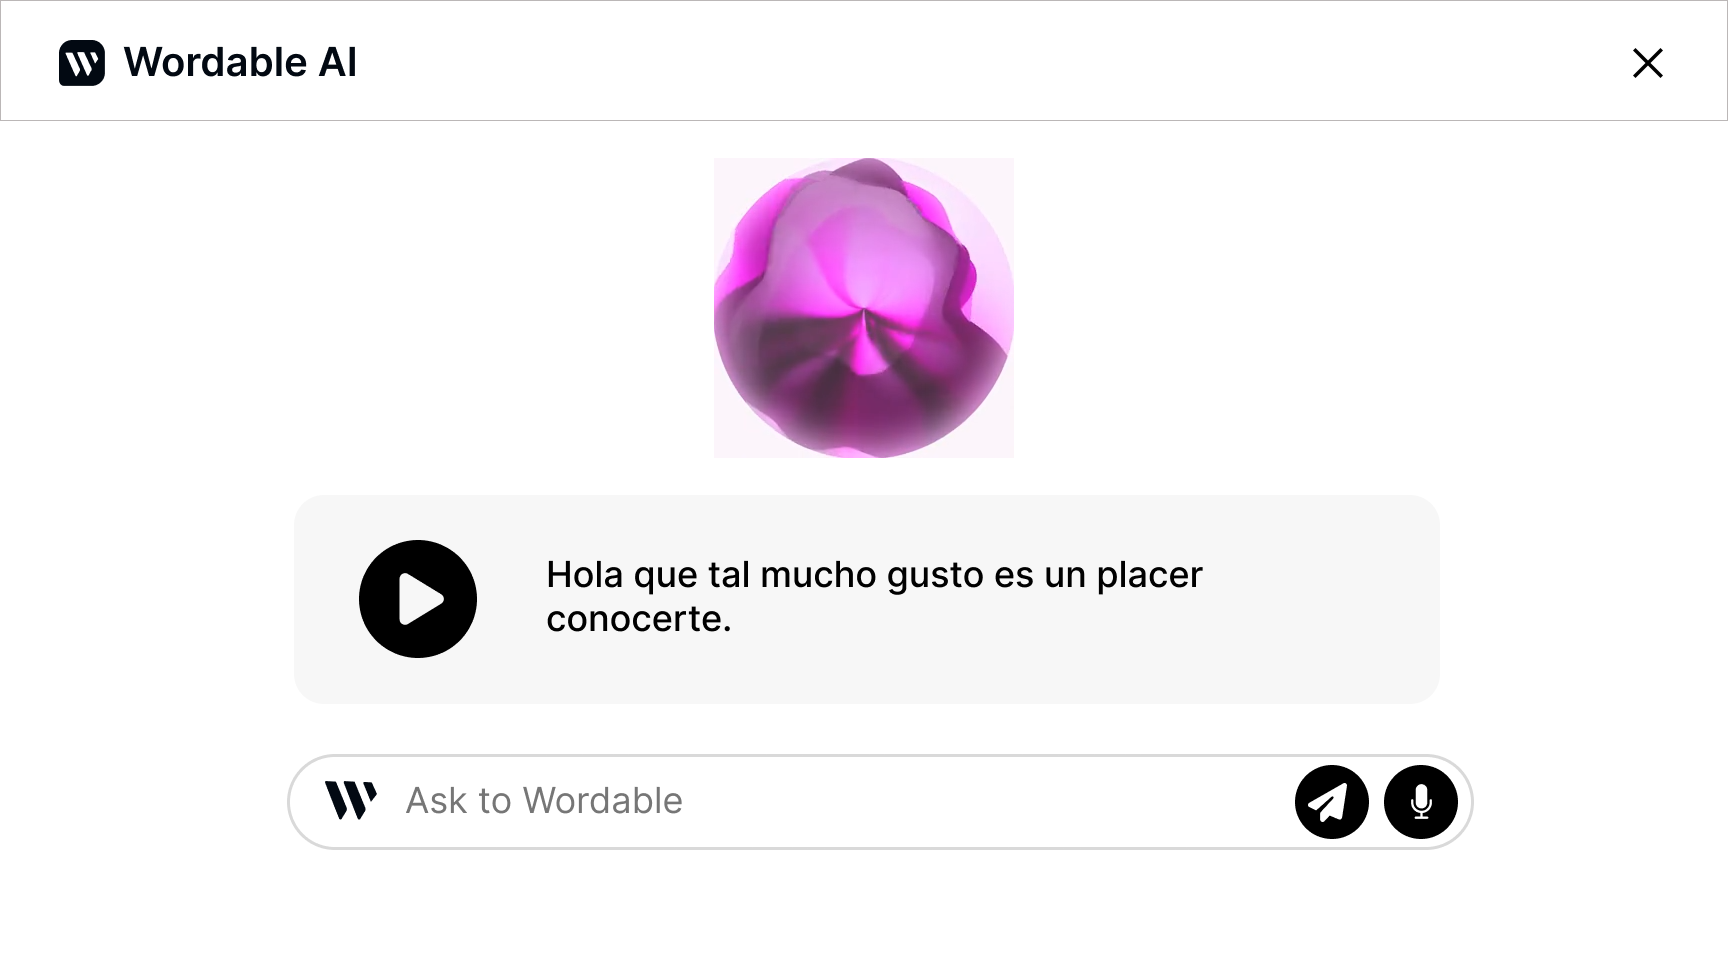 Wordable AI
Hola que tal mucho gusto es un placer
conocerte.
Ask to Wordable